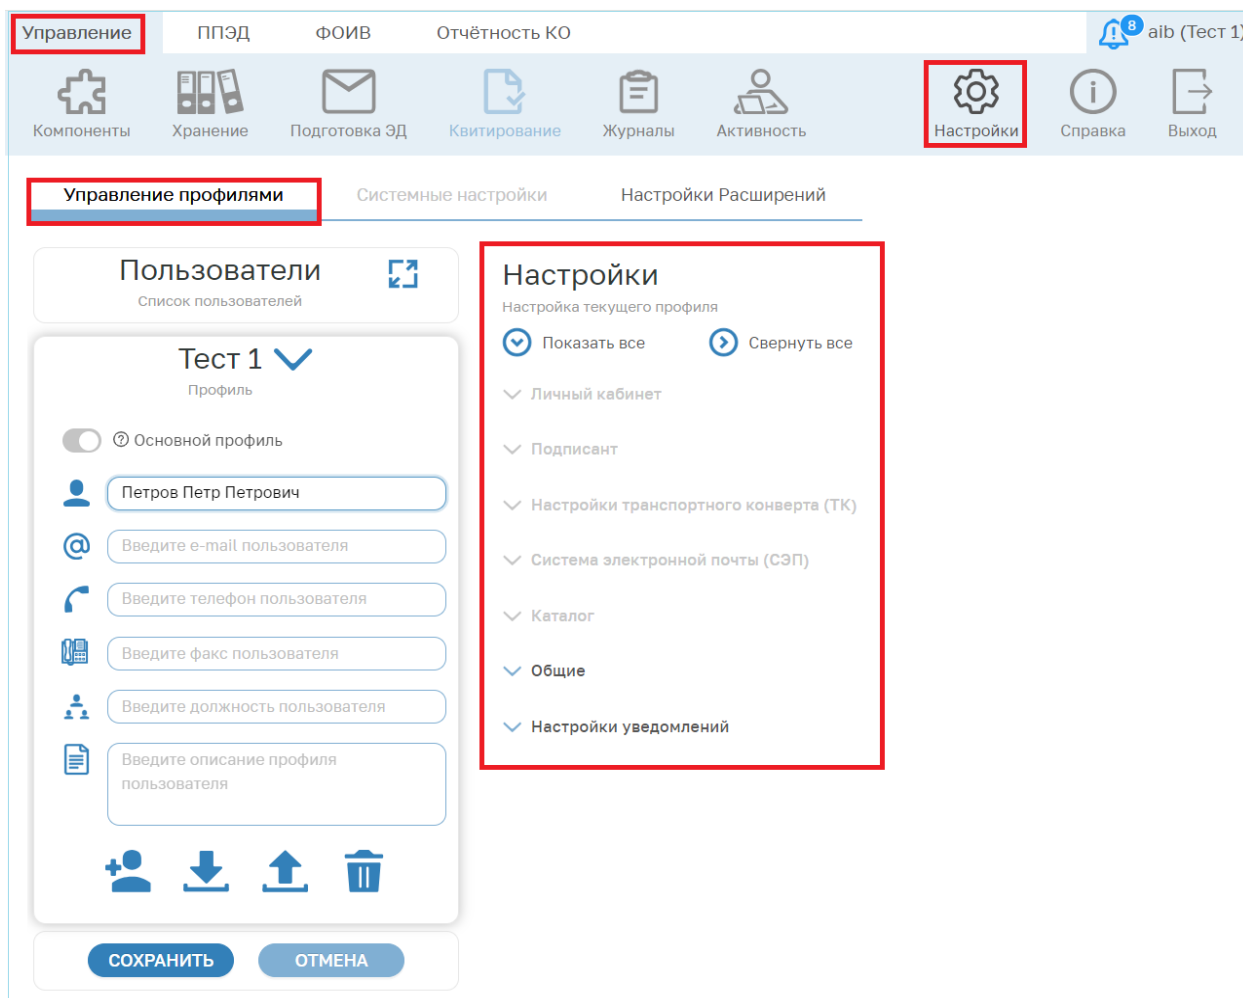 Управление ППЭД ФОИВ Отчётность КО 8 aib (Тест 1)
Компоненты Хранение Подготовка ЭД Квитирование Журналы Активность Настройки Справка Выход
Управление профилями Системные настройки Настройки Расширений
Пользователи
Список пользователей
Тест 1
Профиль
? Основной профиль
Петров Петр Петрович
Введите e-mail пользователя
Введите телефон пользователя
Введите факс пользователя
Введите должность пользователя
Введите описание профиля
пользователя
СОХРАНИТЬ ОТМЕНА
Настройки
Настройка текущего профиля
Показать все Свернуть все
Личный кабинет
Подписант
Настройки транспортного конверта (ТК)
Система электронной почты (СЭП)
Каталог
Общие
Настройки уведомлений